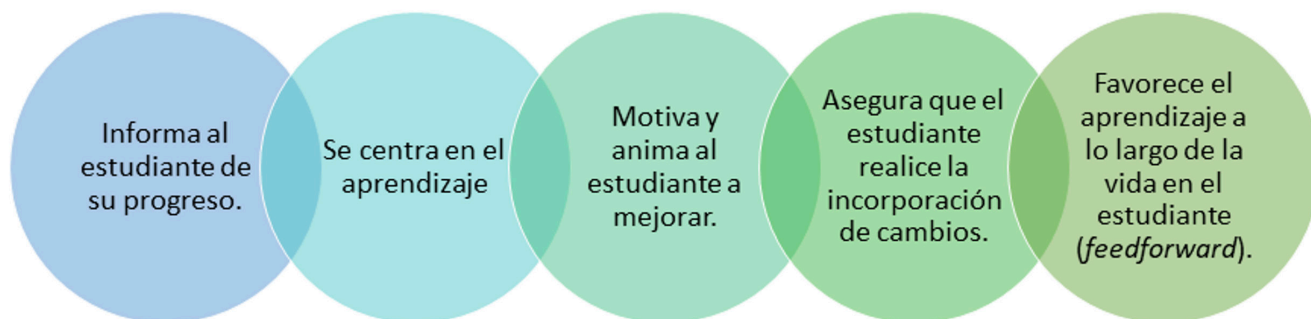 Informa al
estudiante de
su progreso.
Se centra en el
aprendizaje
Motiva y
anima al
estudiante a
mejorar.
Asegura que el
estudiante
realice la
incorporación
de cambios.
Favorece el
aprendizaje a
lo largo de la
vida en el
estudiante
(feedforward).